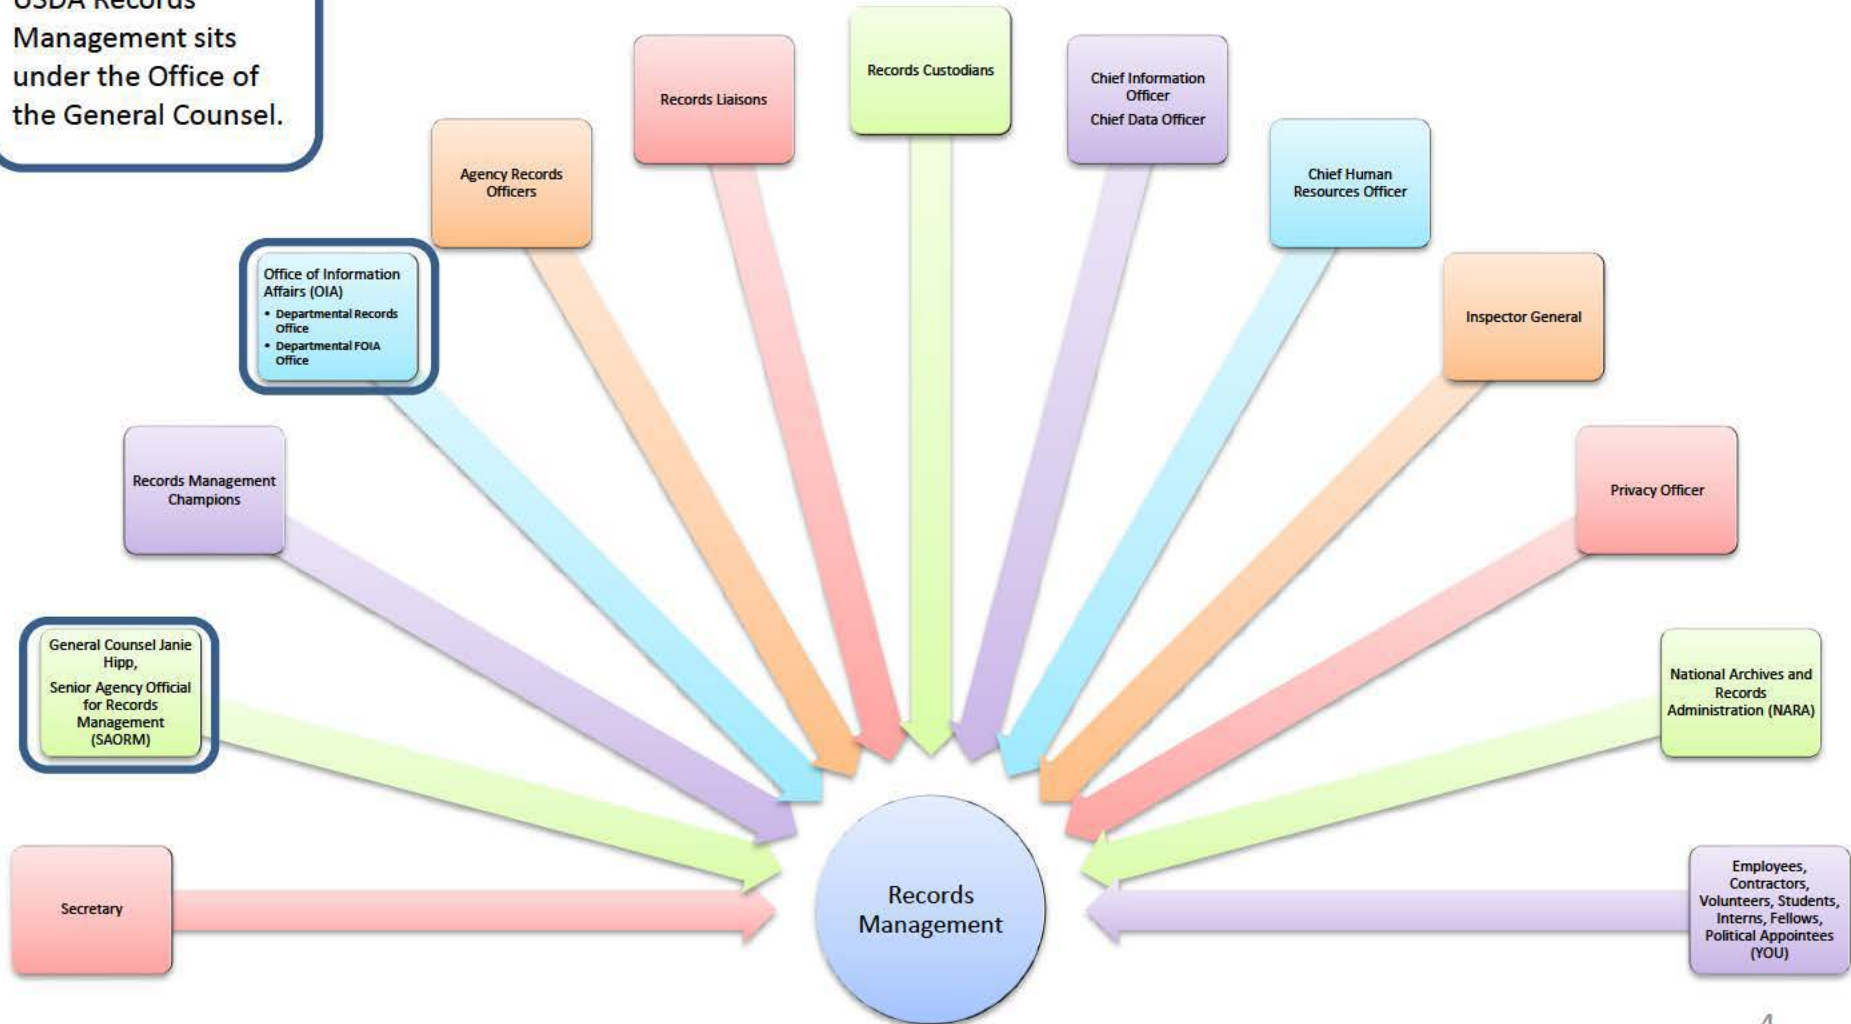 USDA Records
Management sits
under the Office of
the General Counsel.
Secretary
General Counsel Janie
Hipp,
Senior Agency Official
for Records
Management
(SAORM)
Records Management
Champions
Office of Information
Affairs (OIA)
• Departmental Records
Office
• Departmental FOIA
Office
Agency Records
Officers
Records Liaisons
Records Custodians
Chief Information
Officer
Chief Data Officer
Chief Human
Resources Officer
Inspector General
Privacy Officer
National Archives and
Records
Administration (NARA)
Employees,
Contractors,
Volunteers, Students,
Interns, Fellows,
Political Appointees
(YOU)
Records
Management
4